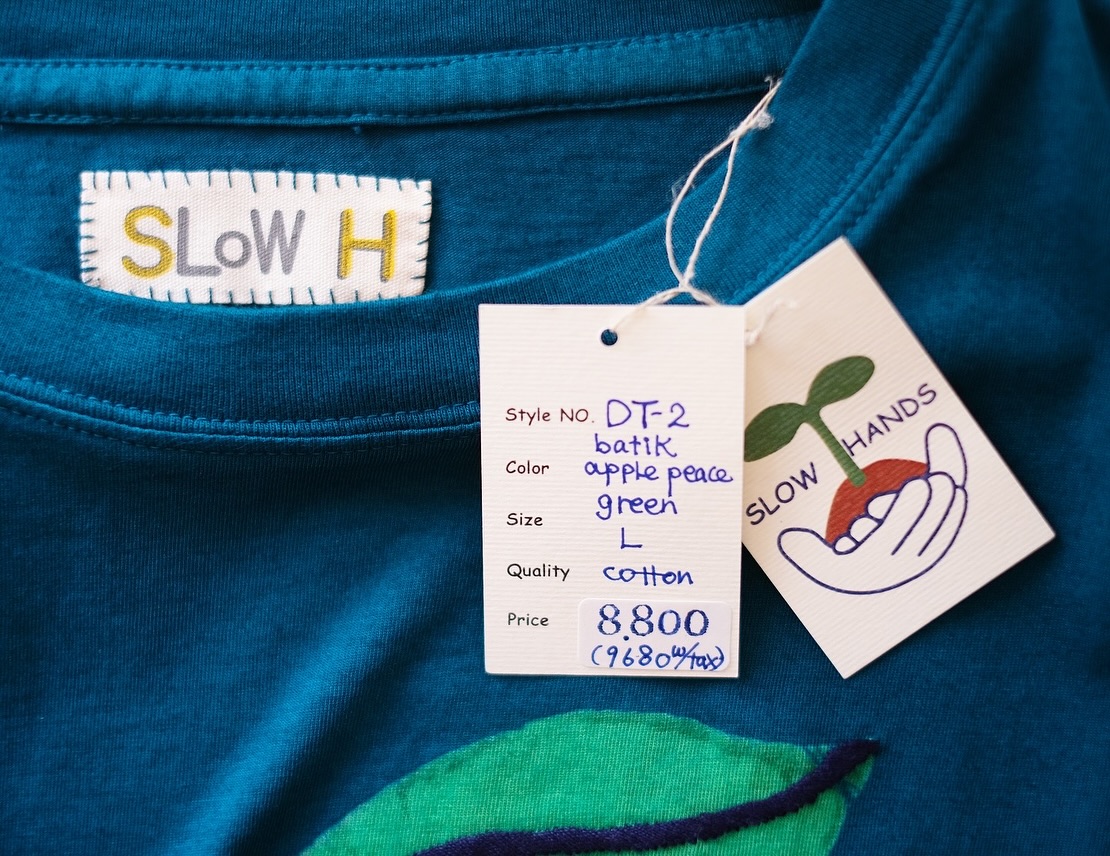 SLoW H
Style NO. DT-2
batik
Color apple peace
green
Size L
Quality cotton
Price 8.800
(9680 w/tax)
SLOW HANDS